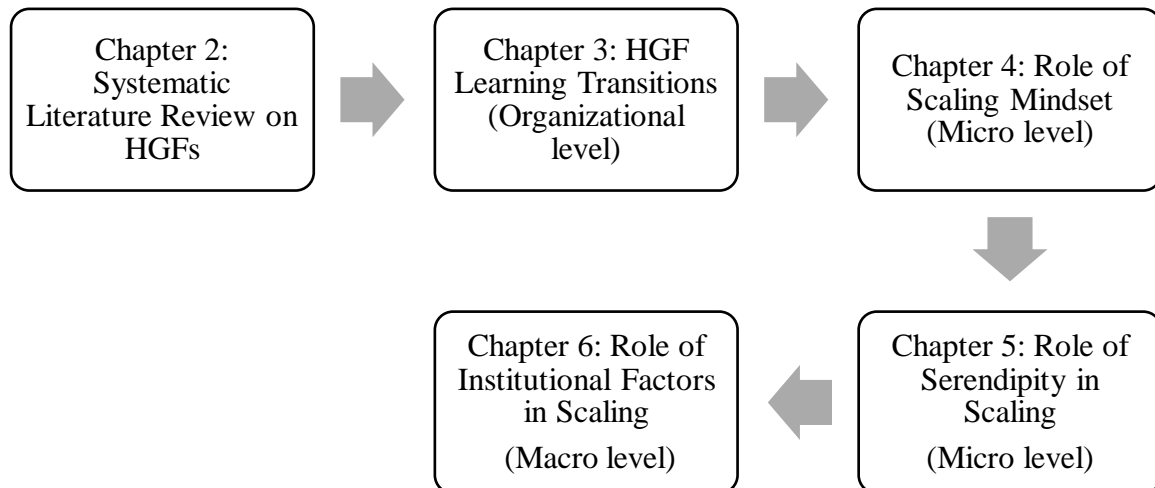 Chapter 2:
Systematic
Literature Review on
HGFs
Chapter 3: HGF
Learning Transitions
(Organizational
level)
Chapter 4: Role of
Scaling Mindset
(Micro level)
Chapter 5: Role of
Serendipity in
Scaling
(Micro level)
Chapter 6: Role of
Institutional Factors
in Scaling
(Macro level)